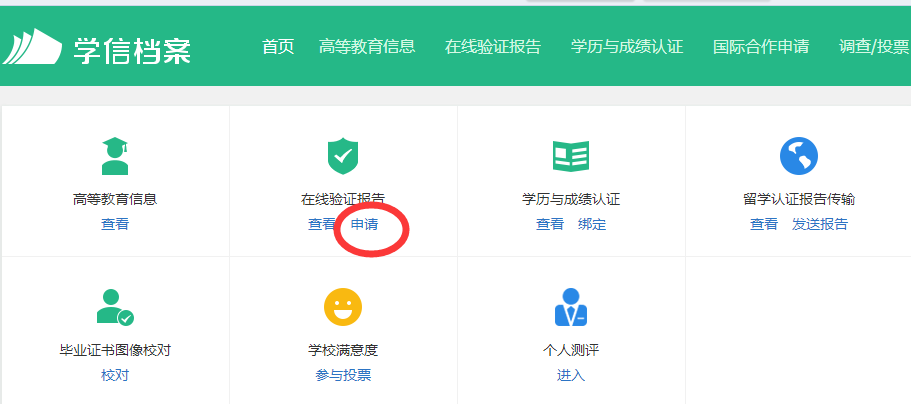 学信档案 首页 高等教育信息 在线验证报告 学历与成绩认证 国际合作申请 调查/投票
高等教育信息 在线验证报告 学历与成绩认证 留学认证报告传输
查看 查看 申请 查看 绑定 查看 发送报告
毕业证书图像校对 学校满意度 个人测评
校对 参与投票 进入